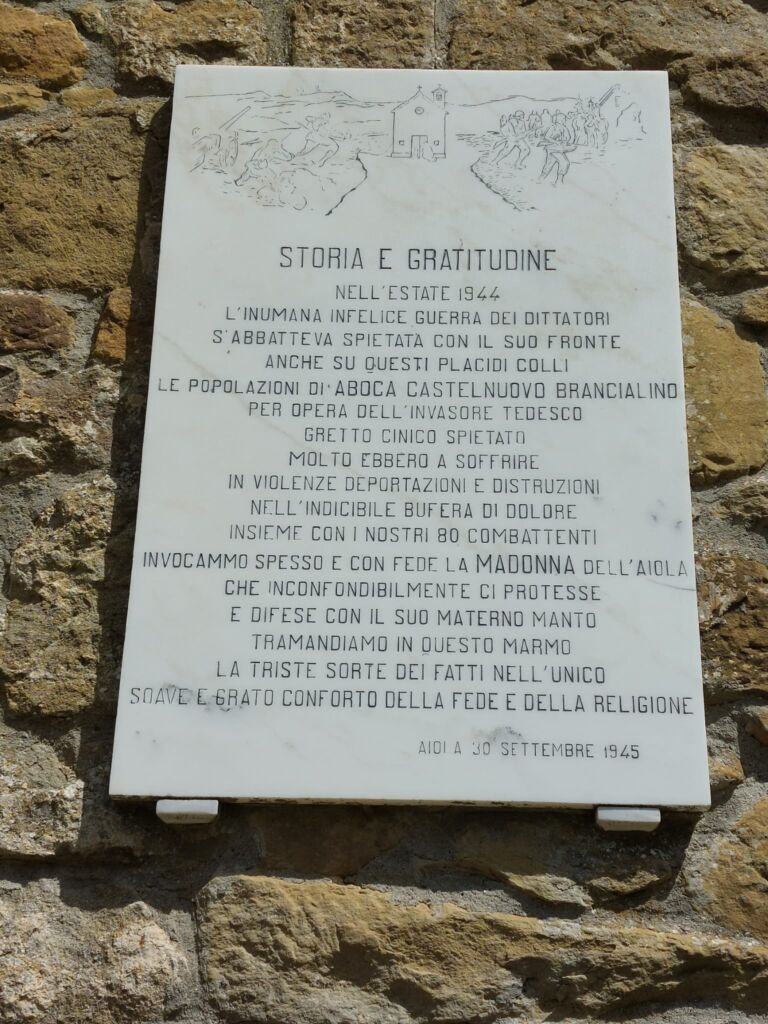 STORIA E GRATITUDINE
NELL'ESTATE 1944
L'INUMANA INFELICE GUERRA DEI DITTATORI
S'ABBATTEVA SPIETATA CON IL SUO FRONTE
ANCHE SU QUESTI PLACIDI COLLI
LE POPOLAZIONI DI ABOCA CASTELNUOVO BRANCIALINO
PER OPERA DELL'INVASORE TEDESCO
GRETTO CINICO SPIETATO
MOLTO EBBERO A SOFFRIRE
IN VIOLENZE DEPORTAZIONI E DISTRUZIONI
NELL'INDICIBILE BUFERA DI DOLORE
INSIEME CON I NOSTRI 80 COMBATTENTI
INVOCAMMO SPESSO E CON FEDE LA MADONNA DELL'AIOLA
CHE INCONFONDIBILMENTE CI PROTESSE
E DIFESE CON IL SUO MATERNO MANTO
TRAMANDIAMO IN QUESTO MARMO
LA TRISTE SORTE DEI FATTI NELL'UNICO
SOAVE E GRATO CONFORTO DELLA FEDE E DELLA RELIGIONE
AIOLA 30 SETTEMBRE 1945